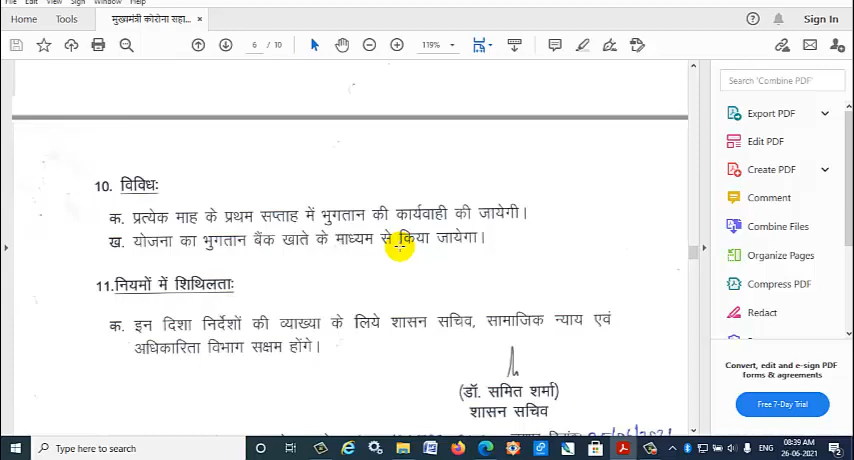 Edit View Sign Window Help
Home Tools मुख्यमंत्री कोरोना सहा... × Sign In
6 / 10 119%
Search 'Combine PDF'
Export PDF
Edit PDF
Create PDF
Comment
Combine Files
Organize Pages
Compress PDF
Redact
Convert, edit and e-sign PDF
forms & agreements
Free 7-Day Trial
10. विविधः
क. प्रत्येक माह के प्रथम सप्ताह में भुगतान की कार्यवाही की जायेगी।
ख. योजना का भुगतान बैंक खाते के माध्यम से किया जायेगा।
11. नियमों में शिथिलताः
क. इन दिशा निर्देशों की व्याख्या के लिये शासन सचिव, सामाजिक न्याय एवं
अधिकारिता विभाग सक्षम होंगे।
(डॉ. समित शर्मा)
शासन सचिव
Type here to search
ENG 08:39 AM
26-06-2021